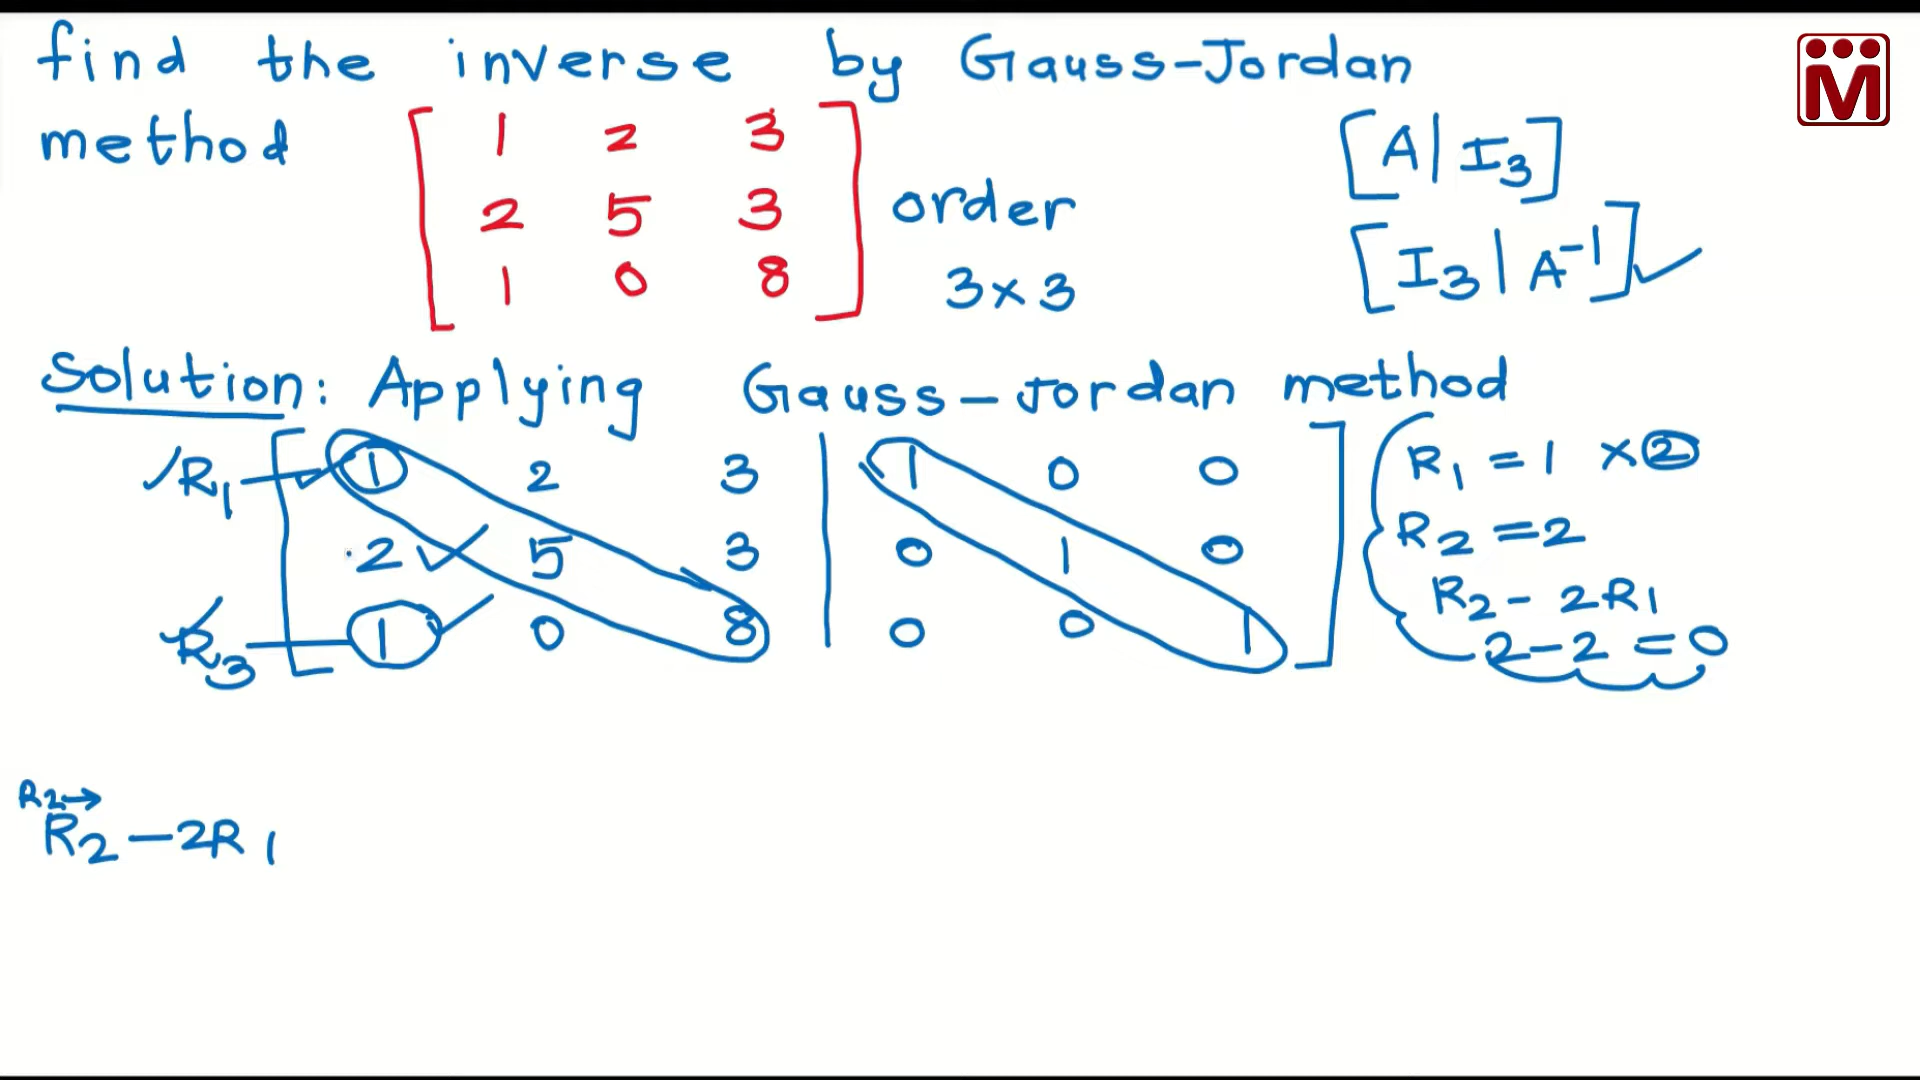 find the inverse by Gauss-Jordan
method [ 1 2 3
2 5 3
1 0 8 ]
order
3×3
[A | I₃]
[I₃ | A⁻¹] ✓
Solution: Applying Gauss-Jordan method
R₁ [ 1 2 3 | 1 0 0
2 ✓ 5 3 | 0 1 0
R₃ 1 ✓ 0 8 | 0 0 1 ]
R₁ = 1 × 2
R₂ = 2
R₂ - 2R₁
2 - 2 = 0
R₂→
R₂ - 2R₁
M